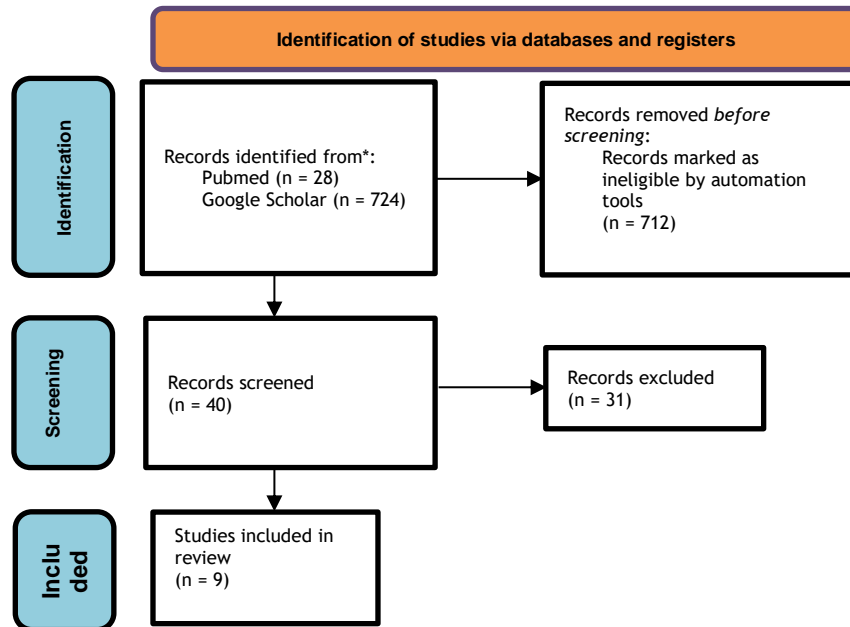 Identification of studies via databases and registers
Identification
Records identified from*:
Pubmed (n = 28)
Google Scholar (n = 724)
Records removed before
screening:
Records marked as
ineligible by automation
tools
(n = 712)
Screening
Records screened
(n = 40)
Records excluded
(n = 31)
Inclu
ded
Studies included in
review
(n = 9)